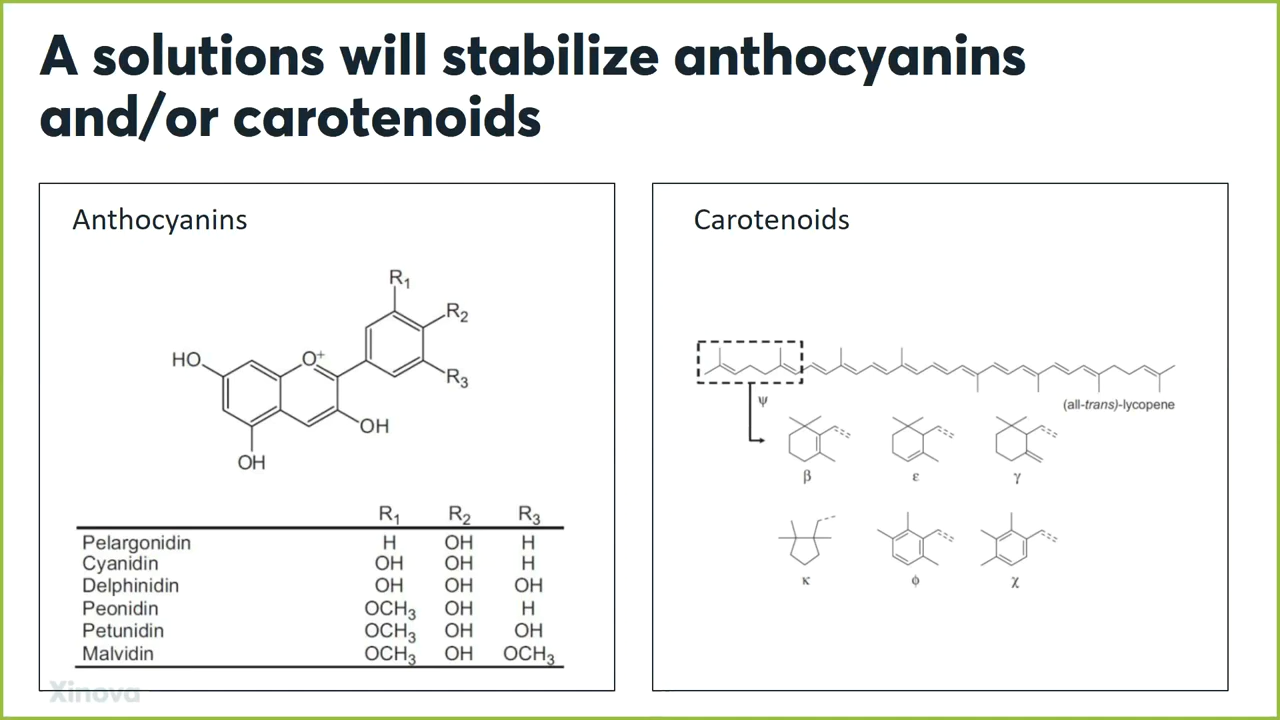 A solutions will stabilize anthocyanins
and/or carotenoids
Anthocyanins
R₁
R₂
HO
O⁺
R₃
OH
OH
R₁ R₂ R₃
Pelargonidin H OH H
Cyanidin OH OH H
Delphinidin OH OH OH
Peonidin OCH₃ OH H
Petunidin OCH₃ OH OH
Malvidin OCH₃ OH OCH₃
Xinova
Carotenoids
ψ
(all-trans)-lycopene
β ε γ
κ ϕ χ